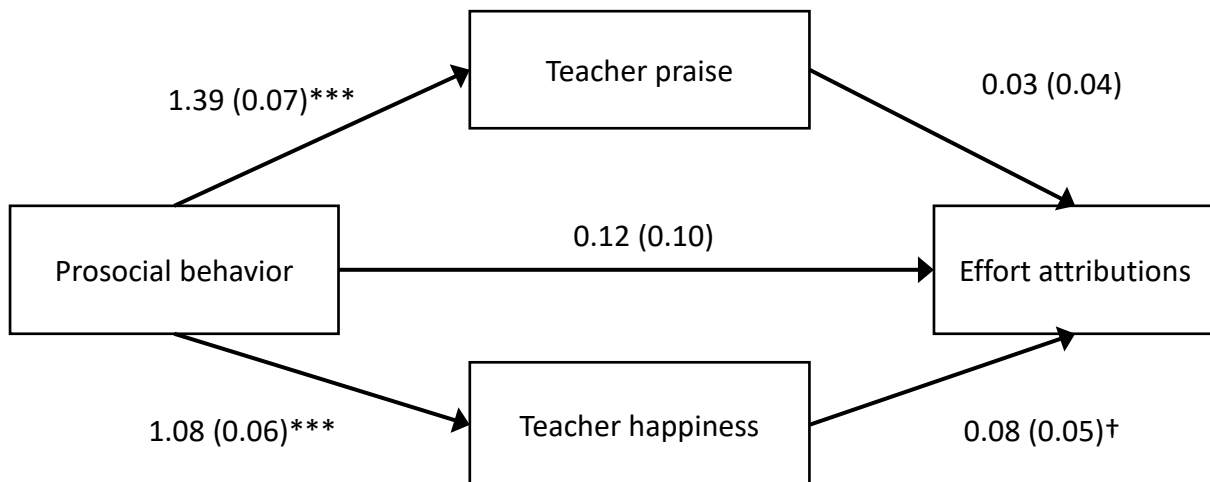 Teacher praise
1.39 (0.07)***
0.03 (0.04)
0.12 (0.10)
Prosocial behavior
Effort attributions
Teacher happiness
1.08 (0.06)***
0.08 (0.05)†